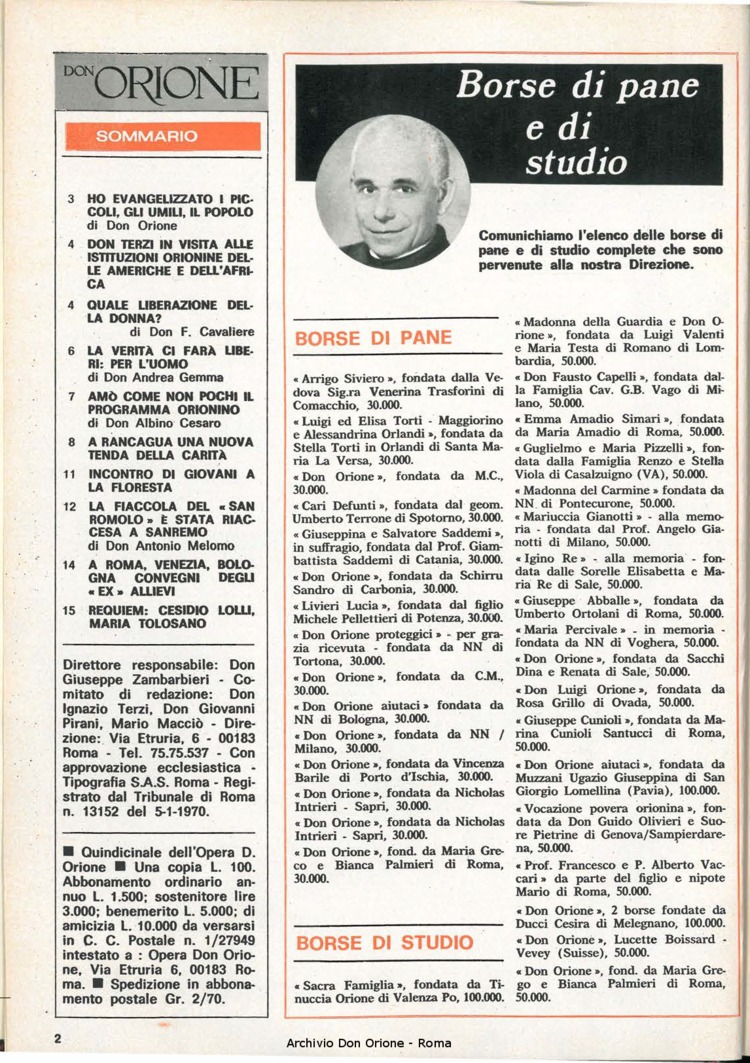 DON ORIONE
SOMMARIO
3 HO EVANGELIZZATO I PIC-
COLI, GLI UMILI, IL POPOLO
di Don Orione
4 DON TERZI IN VISITA ALLE
ISTITUZIONI ORIONINE DEL-
LE AMERICHE E DELL'AFRI-
CA
4 QUALE LIBERAZIONE DEL-
LA DONNA?
di Don F. Cavaliere
6 LA VERITÀ CI FARÀ LIBE-
RI: PER L'UOMO
di Don Andrea Gemma
7 AMÒ COME NON POCHI IL
PROGRAMMA ORIONINO
di Don Albino Cesaro
8 A RANCAGUA UNA NUOVA
TENDA DELLA CARITÀ
11 INCONTRO DI GIOVANI A
LA FLORESTA
12 LA FIACCOLA DEL « SAN
ROMOLO » È STATA RIAC-
CESA A SANREMO
di Don Antonio Melomo
14 A ROMA, VENEZIA, BOLO-
GNA CONVEGNI DEGLI
« EX » ALLIEVI
15 REQUIEM: CESIDIO LOLLI,
MARIA TOLOSANO
Direttore responsabile: Don
Giuseppe Zambarbieri - Co-
mitato di redazione: Don
Ignazio Terzi, Don Giovanni
Pirani, Mario Macciò - Dire-
zione: Via Etruria, 6 - 00183
Roma - Tel. 75.75.537 - Con
approvazione ecclesiastica -
Tipografia S.A.S. Roma - Regi-
strato dal Tribunale di Roma
n. 13152 del 5-1-1970.
■ Quindicinale dell'Opera D.
Orione ■ Una copia L. 100.
Abbonamento ordinario an-
nuo L. 1.500; sostenitore lire
3.000; benemerito L. 5.000; di
amicizia L. 10.000 da versarsi
in C. C. Postale n. 1/27949
intestato a : Opera Don Orio-
ne, Via Etruria 6, 00183 Ro-
ma. ■ Spedizione in abbona-
mento postale Gr. 2/70.
Borse di pane
e di
studio
Comunichiamo l'elenco delle borse di
pane e di studio complete che sono
pervenute alla nostra Direzione.
BORSE DI PANE
« Arrigo Siviero », fondata dalla Ve-
dova Sig.ra Venerina Trasforini di
Comacchio, 30.000.
« Luigi ed Elisa Torti - Maggiorino
e Alessandrina Orlandi », fondata da
Stella Torti in Orlandi di Santa Ma-
ria La Versa, 30.000.
« Don Orione », fondata da M.C.,
30.000.
« Cari Defunti », fondata dal geom.
Umberto Terrone di Spotorno, 30.000.
« Giuseppina e Salvatore Saddemi »,
in suffragio, fondata dal Prof. Giam-
battista Saddemi di Catania, 30.000.
« Don Orione », fondata da Schirru
Sandro di Carbonia, 30.000.
« Livieri Lucia », fondata dal figlio
Michele Pellettieri di Potenza, 30.000.
« Don Orione proteggici » - per gra-
zia ricevuta - fondata da NN di
Tortona, 30.000.
« Don Orione », fondata da C.M.,
30.000.
« Don Orione aiutaci » fondata da
NN di Bologna, 30.000.
« Don Orione », fondata da NN /
Milano, 30.000.
« Don Orione », fondata da Vincenza
Barile di Porto d'Ischia, 30.000.
« Don Orione », fondata da Nicholas
Intrieri - Sapri, 30.000.
« Don Orione », fondata da Nicholas
Intrieri - Sapri, 30.000.
« Don Orione », fond. da Maria Gre-
co e Bianca Palmieri di Roma,
30.000.
BORSE DI STUDIO
« Sacra Famiglia », fondata da Ti-
nuccia Orione di Valenza Po, 100.000.
« Madonna della Guardia e Don O-
rione », fondata da Luigi Valenti
e Maria Testa di Romano di Lom-
bardia, 50.000.
« Don Fausto Capelli », fondata dal-
la Famiglia Cav. G.B. Vago di Mi-
lano, 50.000.
« Emma Amadio Simari », fondata
da Maria Amadio di Roma, 50.000.
« Guglielmo e Maria Pizzelli », fon-
data dalla Famiglia Renzo e Stella
Viola di Casalzuigno (VA), 50.000.
« Madonna del Carmine » fondata da
NN di Pontecurone, 50.000.
« Mariuccia Gianotti » - alla memo-
ria - fondata dal Prof. Angelo Gia-
notti di Milano, 50.000.
« Igino Re » - alla memoria - fon-
data dalle Sorelle Elisabetta e Ma-
ria Re di Sale, 50.000.
« Giuseppe Abballe », fondata da
Umberto Ortolani di Roma, 50.000.
« Maria Percivale » - in memoria -
fondata da NN di Voghera, 50.000.
« Don Orione », fondata da Sacchi
Dina e Renata di Sale, 50.000.
« Don Luigi Orione », fondata da
Rosa Grillo di Ovada, 50.000.
« Giuseppe Cunioli », fondata da Ma-
rina Cunioli Santucci di Roma,
50.000.
« Don Orione aiutaci », fondata da
Muzzani Ugazio Giuseppina di San
Giorgio Lomellina (Pavia), 100.000.
« Vocazione povera orionina », fon-
data da Don Guido Olivieri e Suo-
re Pietrine di Genova/Sampierdare-
na, 50.000.
« Prof. Francesco e P. Alberto Vac-
cari » da parte del figlio e nipote
Mario di Roma, 50.000.
« Don Orione », 2 borse fondate da
Ducci Cesira di Melegnano, 100.000.
« Don Orione », Lucette Boissard -
Vevey (Suisse), 50.000.
« Don Orione », fond. da Maria Gre-
go e Bianca Palmieri di Roma,
50.000.
2
Archivio Don Orione - Roma